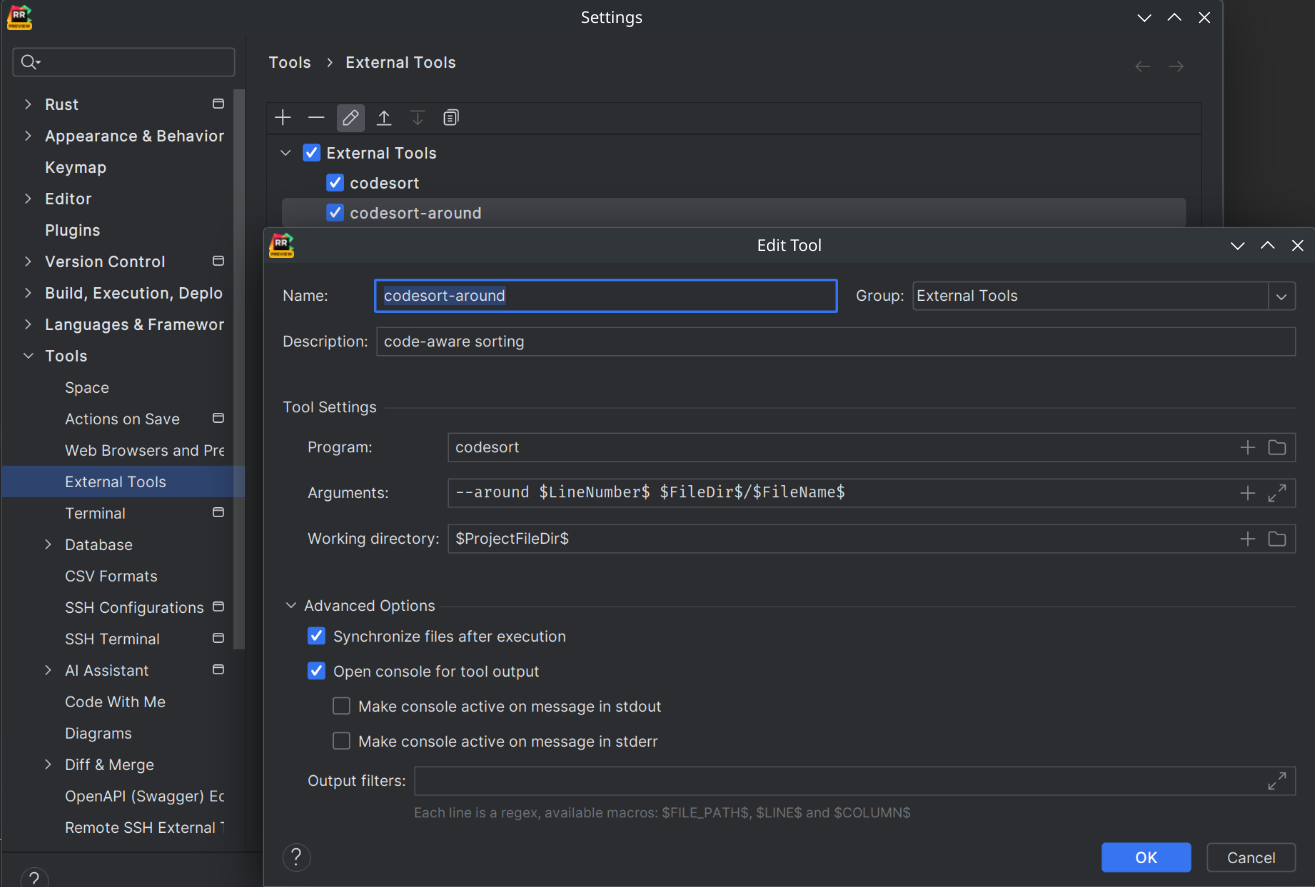 RR
PREVIEW
Settings
Tools › External Tools
Rust
Appearance & Behavior
Keymap
Editor
Plugins
Version Control
Build, Execution, Deplo
Languages & Framewor
Tools
Space
Actions on Save
Web Browsers and Pre
External Tools
Terminal
Database
CSV Formats
SSH Configurations
SSH Terminal
AI Assistant
Code With Me
Diagrams
Diff & Merge
OpenAPI (Swagger) Ec
Remote SSH External T
?
External Tools
codesort
codesort-around
RR
PREVIEW
Edit Tool
Name: codesort-around Group: External Tools
Description: code-aware sorting
Tool Settings
Program: codesort
Arguments: --around $LineNumber$ $FileDir$/$FileName$
Working directory: $ProjectFileDir$
Advanced Options
Synchronize files after execution
Open console for tool output
Make console active on message in stdout
Make console active on message in stderr
Output filters:
Each line is a regex, available macros: $FILE_PATH$, $LINE$ and $COLUMN$
? OK Cancel